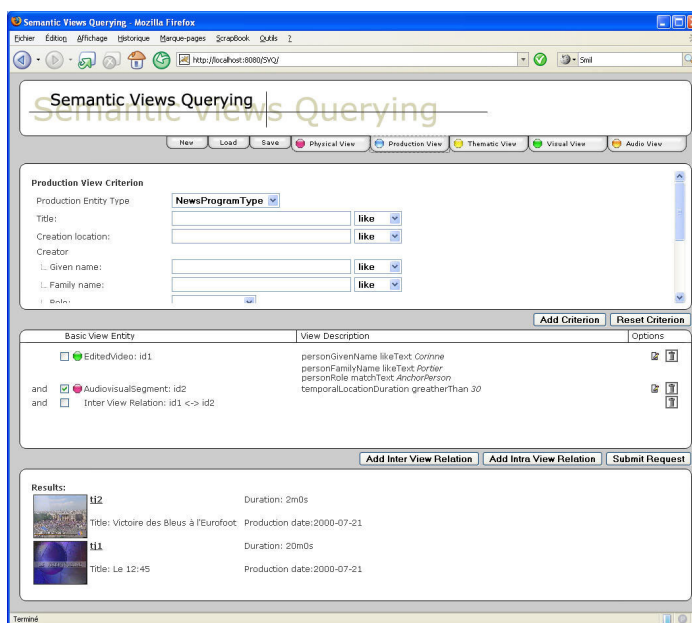 Semantic Views Querying - Mozilla Firefox
Fichier Édition Affichage Historique Marque-pages ScrapBook Outils ?
http://localhost:8080/SVQ/ Smil
Semantic Views Querying
Semantic Views Querying
New Load Save Physical View Production View Thematic View Visual View Audio View
Production View Criterion
Production Entity Type NewsProgramType
Title: like
Creation location: like
Creator
Given name: like
Family name: like
Role:
Add Criterion Reset Criterion
Basic View Entity View Description Options
EditedVideo: id1 personGivenName likeText Corinne
personFamilyName likeText Portier
personRole matchText AnchorPerson
and AudiovisualSegment: id2 temporalLocationDuration greatherThan 30
and Inter View Relation: id1 <-> id2
Add Inter View Relation Add Intra View Relation Submit Request
Results:
ti2 Duration: 2m0s
Title: Victoire des Bleus à l'Eurofoot Production date:2000-07-21
ti1 Duration: 20m0s
Title: Le 12:45 Production date:2000-07-21
Terminé